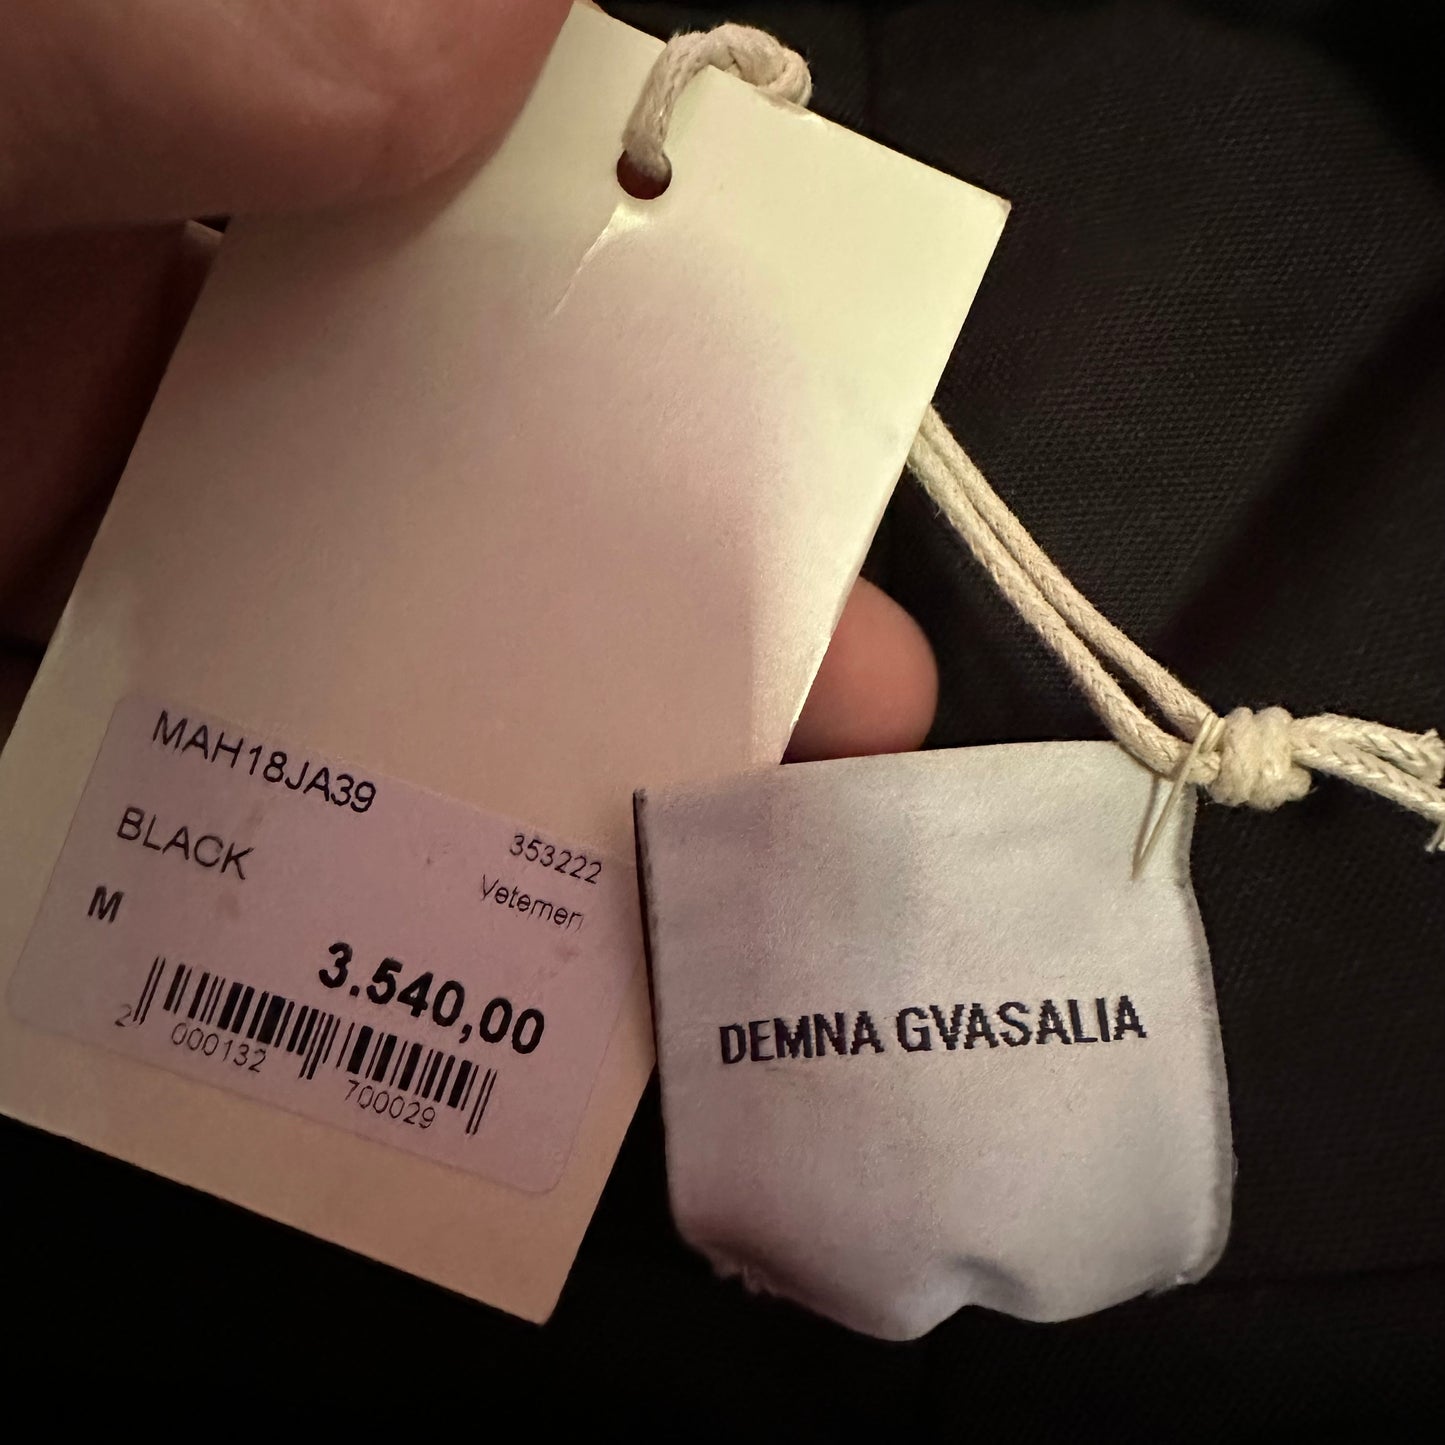 MAH18JA39
BLACK
353222
M
Vetemen
3.540,00
2 000132 700029
DEMNA GVASALIA